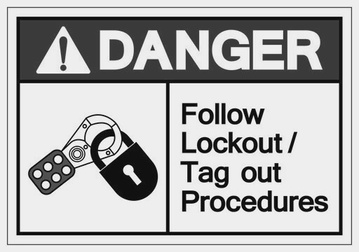 DANGER
Follow
Lockout /
Tag out
Procedures